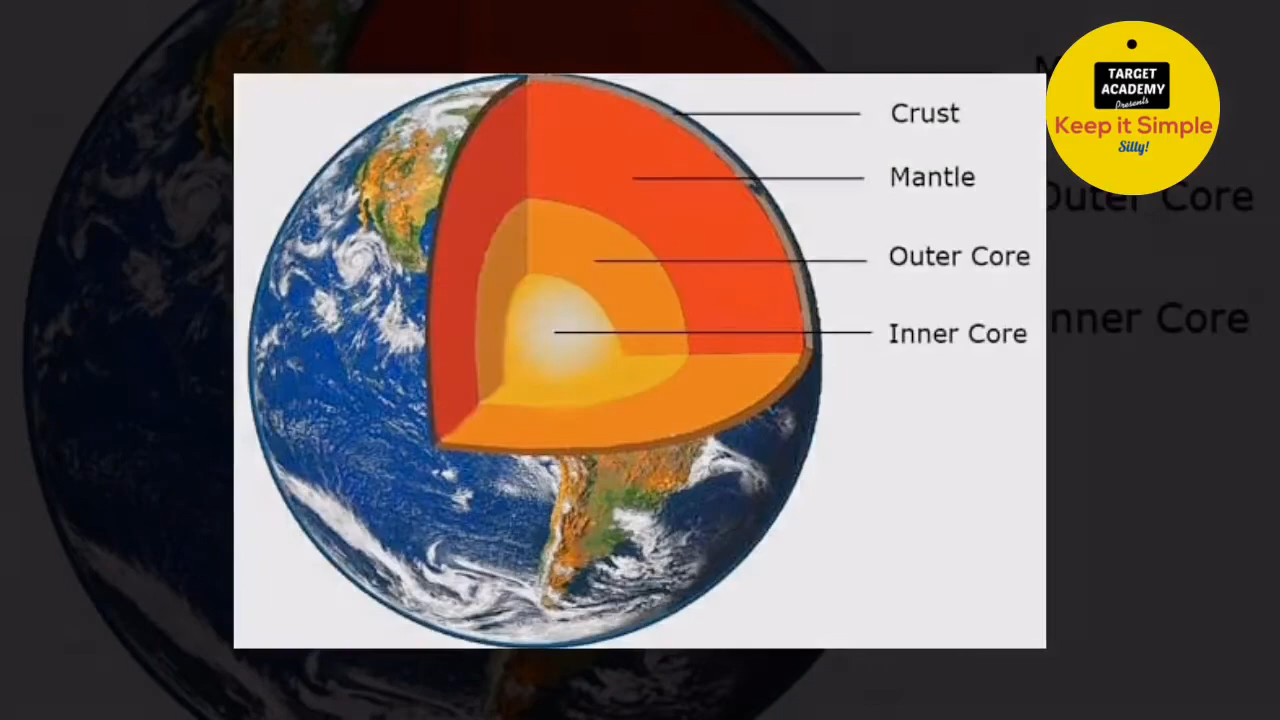 Crust
Mantle
Outer Core
Inner Core
TARGET
ACADEMY
Presents
Keep it Simple
Silly!
Outer Core
Inner Core